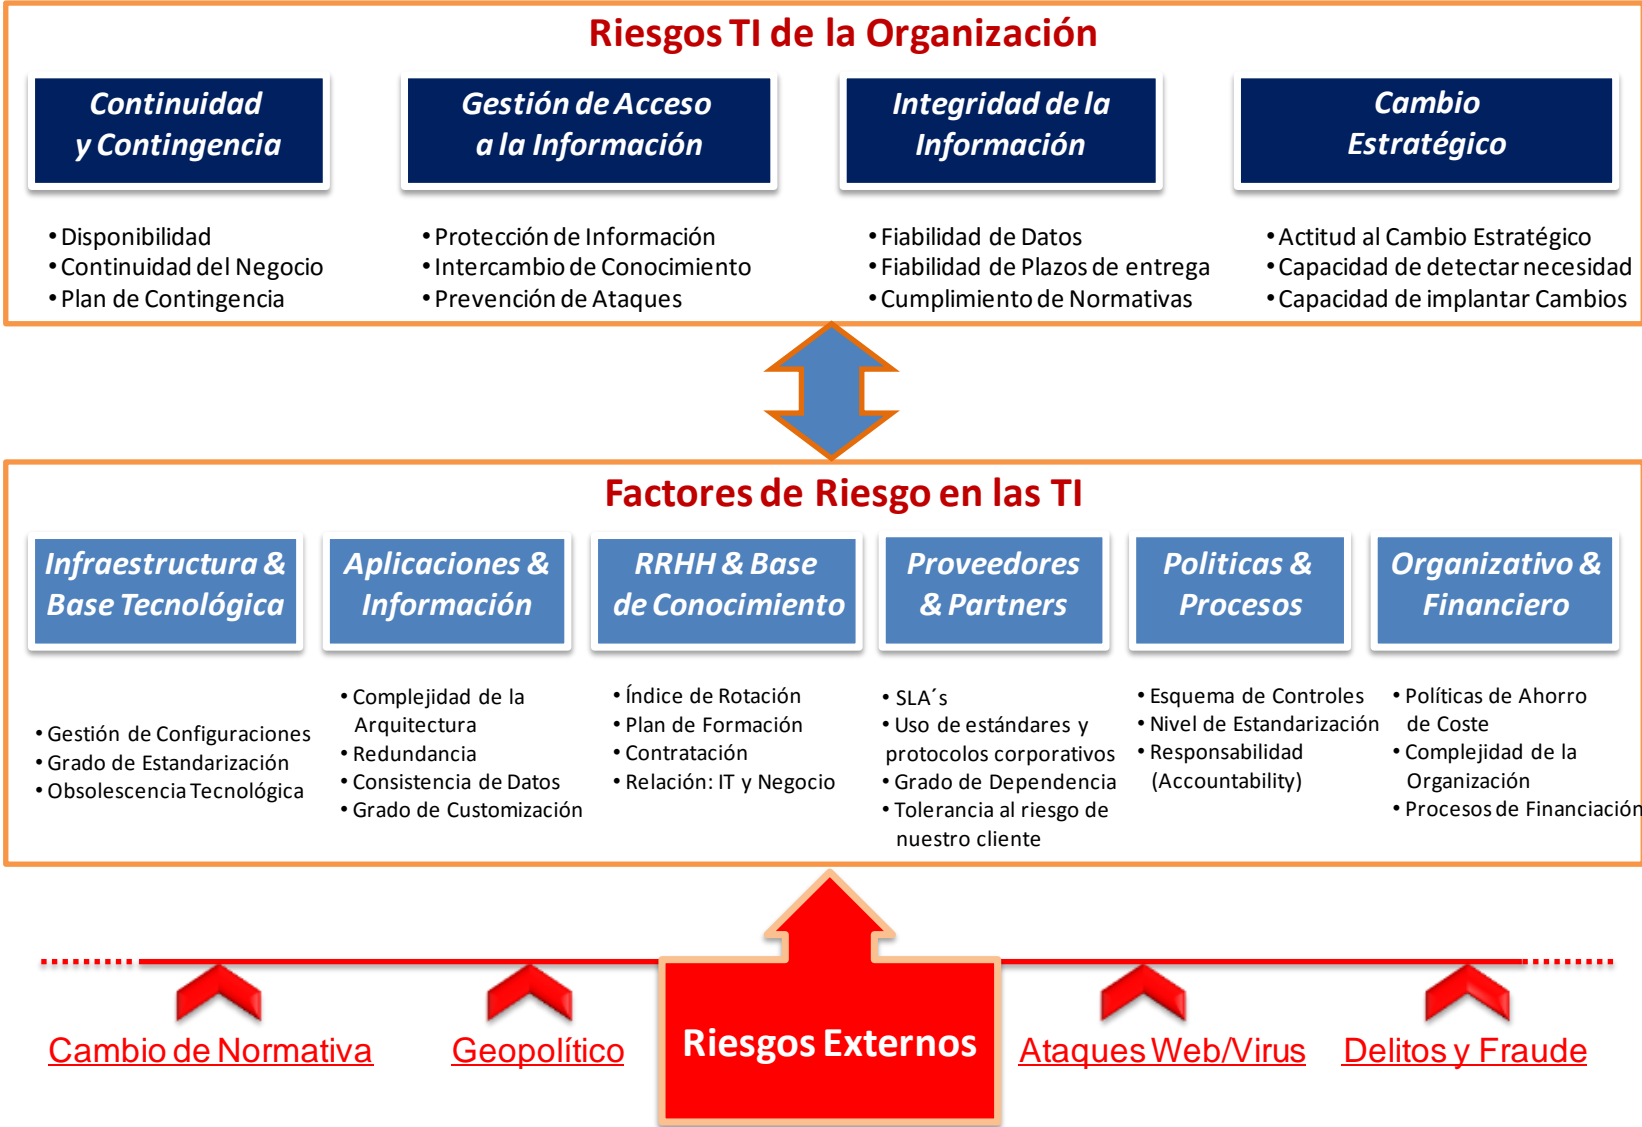 Riesgos TI de la Organización
Continuidad
y Contingencia
• Disponibilidad
• Continuidad del Negocio
• Plan de Contingencia
Gestión de Acceso
a la Información
• Protección de Información
• Intercambio de Conocimiento
• Prevención de Ataques
Integridad de la
Información
• Fiabilidad de Datos
• Fiabilidad de Plazos de entrega
• Cumplimiento de Normativas
Cambio
Estratégico
• Actitud al Cambio Estratégico
• Capacidad de detectar necesidad
• Capacidad de implantar Cambios
Factores de Riesgo en las TI
Infraestructura &
Base Tecnológica
• Gestión de Configuraciones
• Grado de Estandarización
• Obsolescencia Tecnológica
Aplicaciones &
Información
• Complejidad de la
Arquitectura
• Redundancia
• Consistencia de Datos
• Grado de Customización
RRHH & Base
de Conocimiento
• Índice de Rotación
• Plan de Formación
• Contratación
• Relación: IT y Negocio
Proveedores
& Partners
• SLA´s
• Uso de estándares y
protocolos corporativos
• Grado de Dependencia
• Tolerancia al riesgo de
nuestro cliente
Politicas &
Procesos
• Esquema de Controles
• Nivel de Estandarización
• Responsabilidad
(Accountability)
Organizativo &
Financiero
• Políticas de Ahorro
de Coste
• Complejidad de la
Organización
• Procesos de Financiación
Cambio de Normativa
Geopolítico
Riesgos Externos
Ataques Web/Virus
Delitos y Fraude